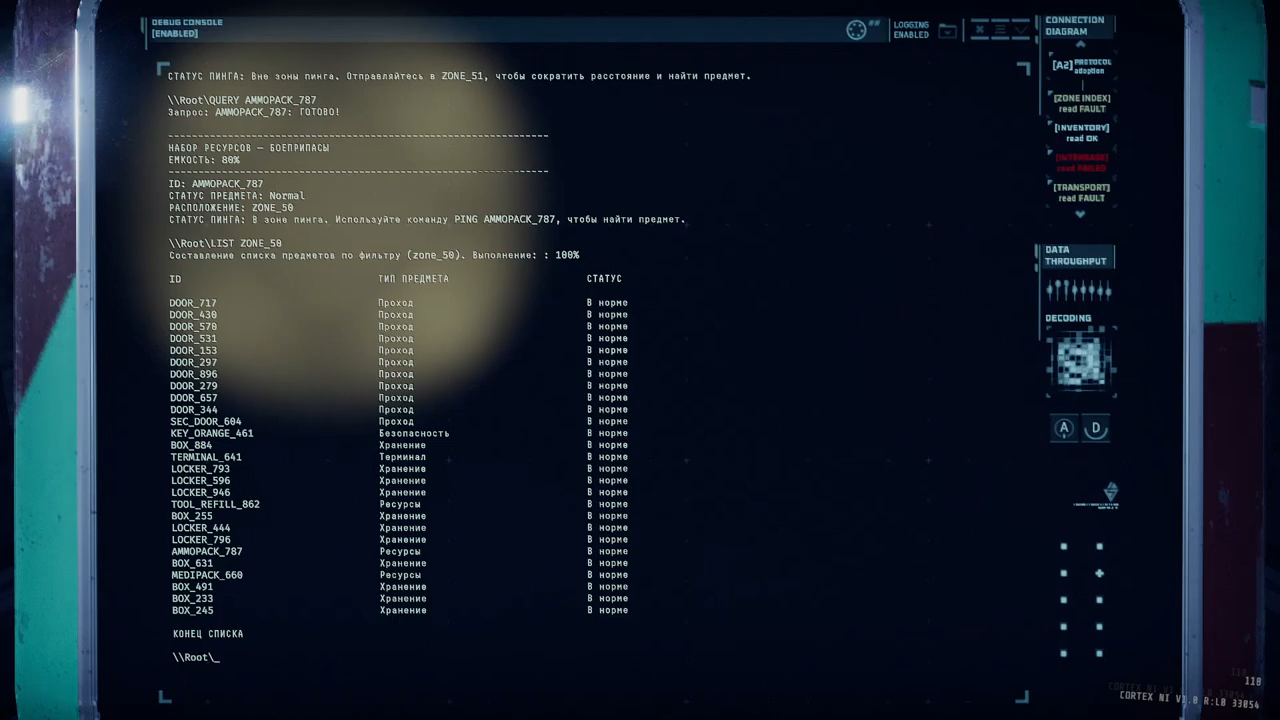 DEBUG CONSOLE
[ENABLED]
LOGGING
ENABLED
CONNECTION
DIAGRAM
[A2] PROTOCOL
adaption
[ZONE INDEX]
read FAULT
[INVENTORY]
read OK
read FAILED
[TRANSPORT]
read FAULT
DATA
THROUGHPUT
DECODING
A D
СТАТУС ПИНГА: Вне зоны пинга. Отправляйтесь в ZONE_51, чтобы сократить расстояние и найти предмет.
\\Root\QUERY AMMOPACK_787
Запрос: AMMOPACK_787: ГОТОВО!
НАБОР РЕСУРСОВ — БОЕПРИПАСЫ
ЕМКОСТЬ: 80%
ID: AMMOPACK_787
СТАТУС ПРЕДМЕТА: Normal
РАСПОЛОЖЕНИЕ: ZONE_50
СТАТУС ПИНГА: В зоне пинга. Используйте команду PING AMMOPACK_787, чтобы найти предмет.
\\Root\LIST ZONE_50
Составление списка предметов по фильтру (zone_50). Выполнение: : 100%
ID ТИП ПРЕДМЕТА СТАТУС
DOOR_717 Проход В норме
DOOR_430 Проход В норме
DOOR_570 Проход В норме
DOOR_531 Проход В норме
DOOR_153 Проход В норме
DOOR_297 Проход В норме
DOOR_896 Проход В норме
DOOR_279 Проход В норме
DOOR_657 Проход В норме
DOOR_344 Проход В норме
SEC_DOOR_604 Проход В норме
KEY_ORANGE_461 Безопасность В норме
BOX_884 Хранение В норме
TERMINAL_641 Терминал В норме
LOCKER_793 Хранение В норме
LOCKER_596 Хранение В норме
LOCKER_946 Хранение В норме
TOOL_REFILL_862 Ресурсы В норме
BOX_255 Хранение В норме
LOCKER_444 Хранение В норме
LOCKER_796 Хранение В норме
AMMOPACK_787 Ресурсы В норме
BOX_631 Хранение В норме
MEDIPACK_660 Ресурсы В норме
BOX_491 Хранение В норме
BOX_233 Хранение В норме
BOX_245 Хранение В норме
КОНЕЦ СПИСКА
\\Root\_
CORTEX NI V1.0 R:L0 33054